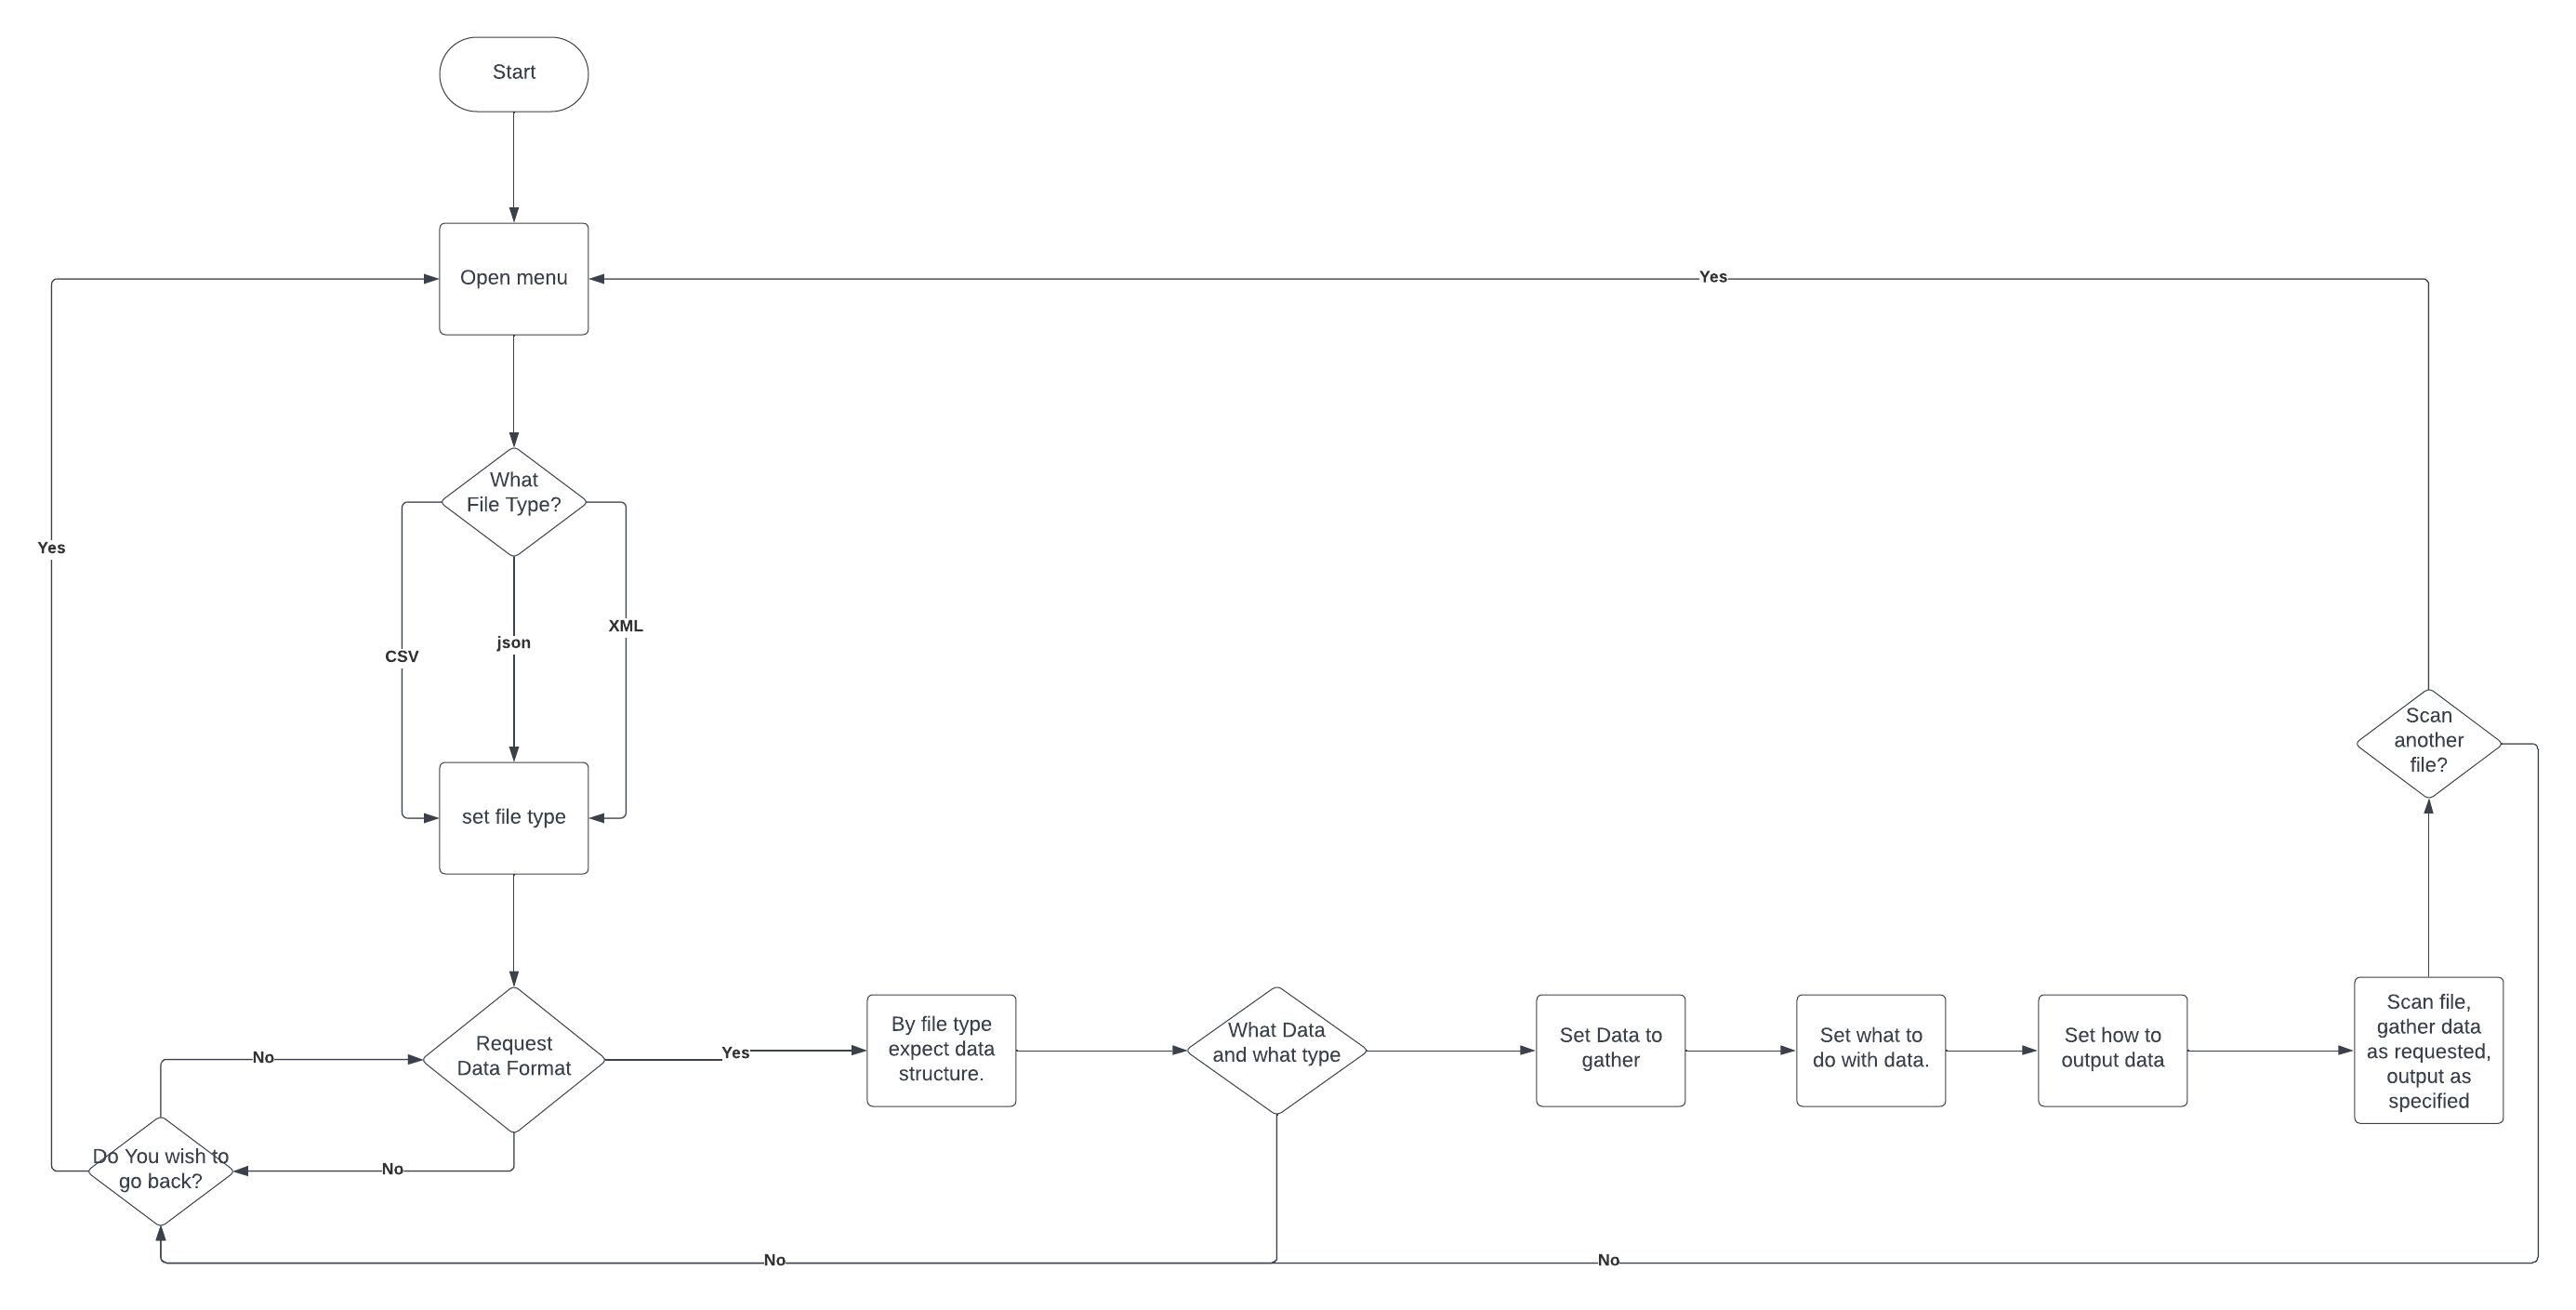 Start
Open menu
Yes
What
File Type?
Yes
XML
json
CSV
Scan
another
file?
set file type
Scan file,
gather data
as requested,
output as
specified
By file type
expect data
structure.
What Data
and what type
Set Data to
gather
Set what to
do with data.
Set how to
output data
Request
Data Format
Yes
No
Do You wish to
go back?
No
No
No